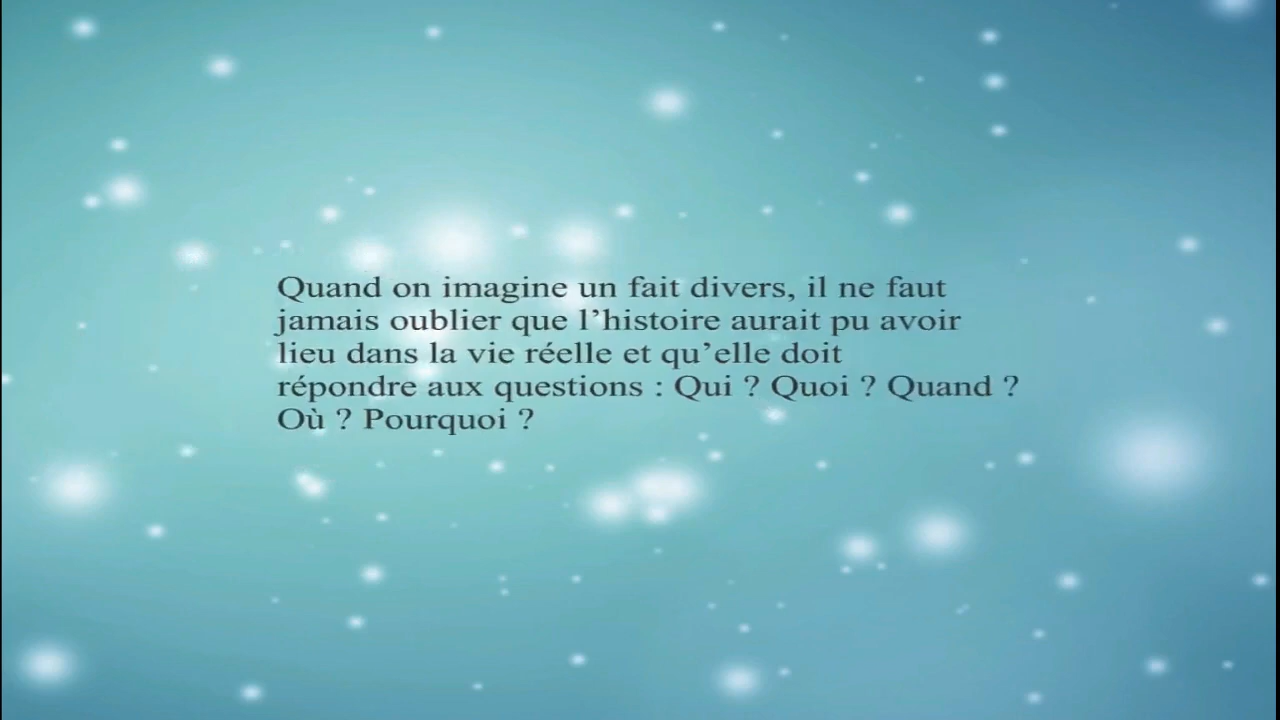 Quand on imagine un fait divers, il ne faut
jamais oublier que l’histoire aurait pu avoir
lieu dans la vie réelle et qu’elle doit
répondre aux questions : Qui ? Quoi ? Quand ?
Où ? Pourquoi ?